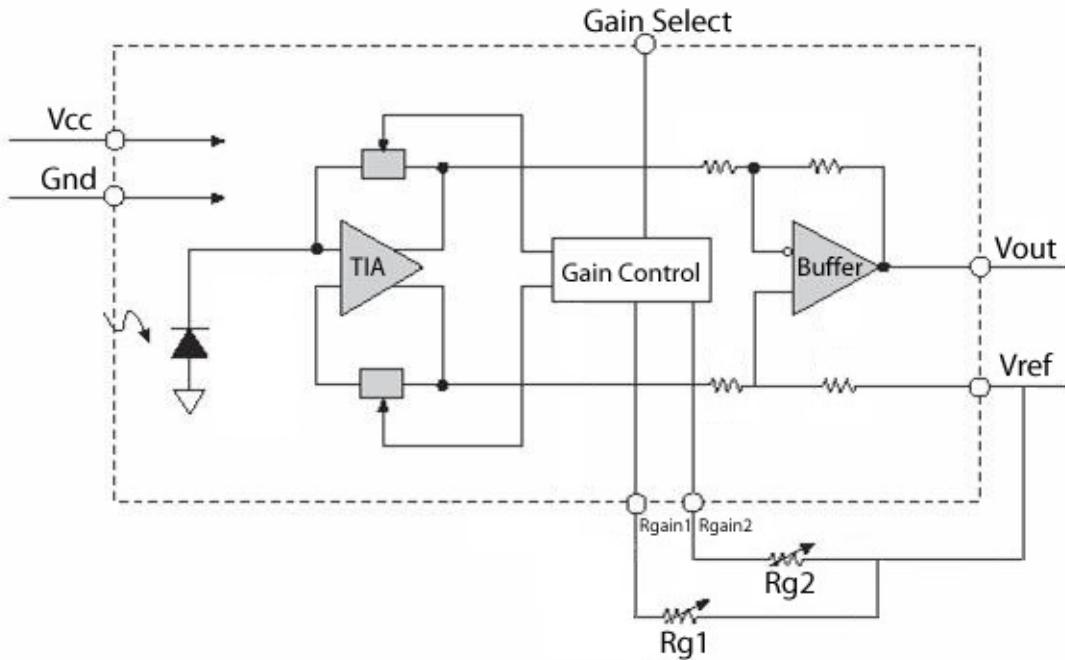 Gain Select
Vcc
Gnd
TIA
Gain Control
Buffer
Vout
Vref
Rgain1
Rgain2
Rg2
Rg1